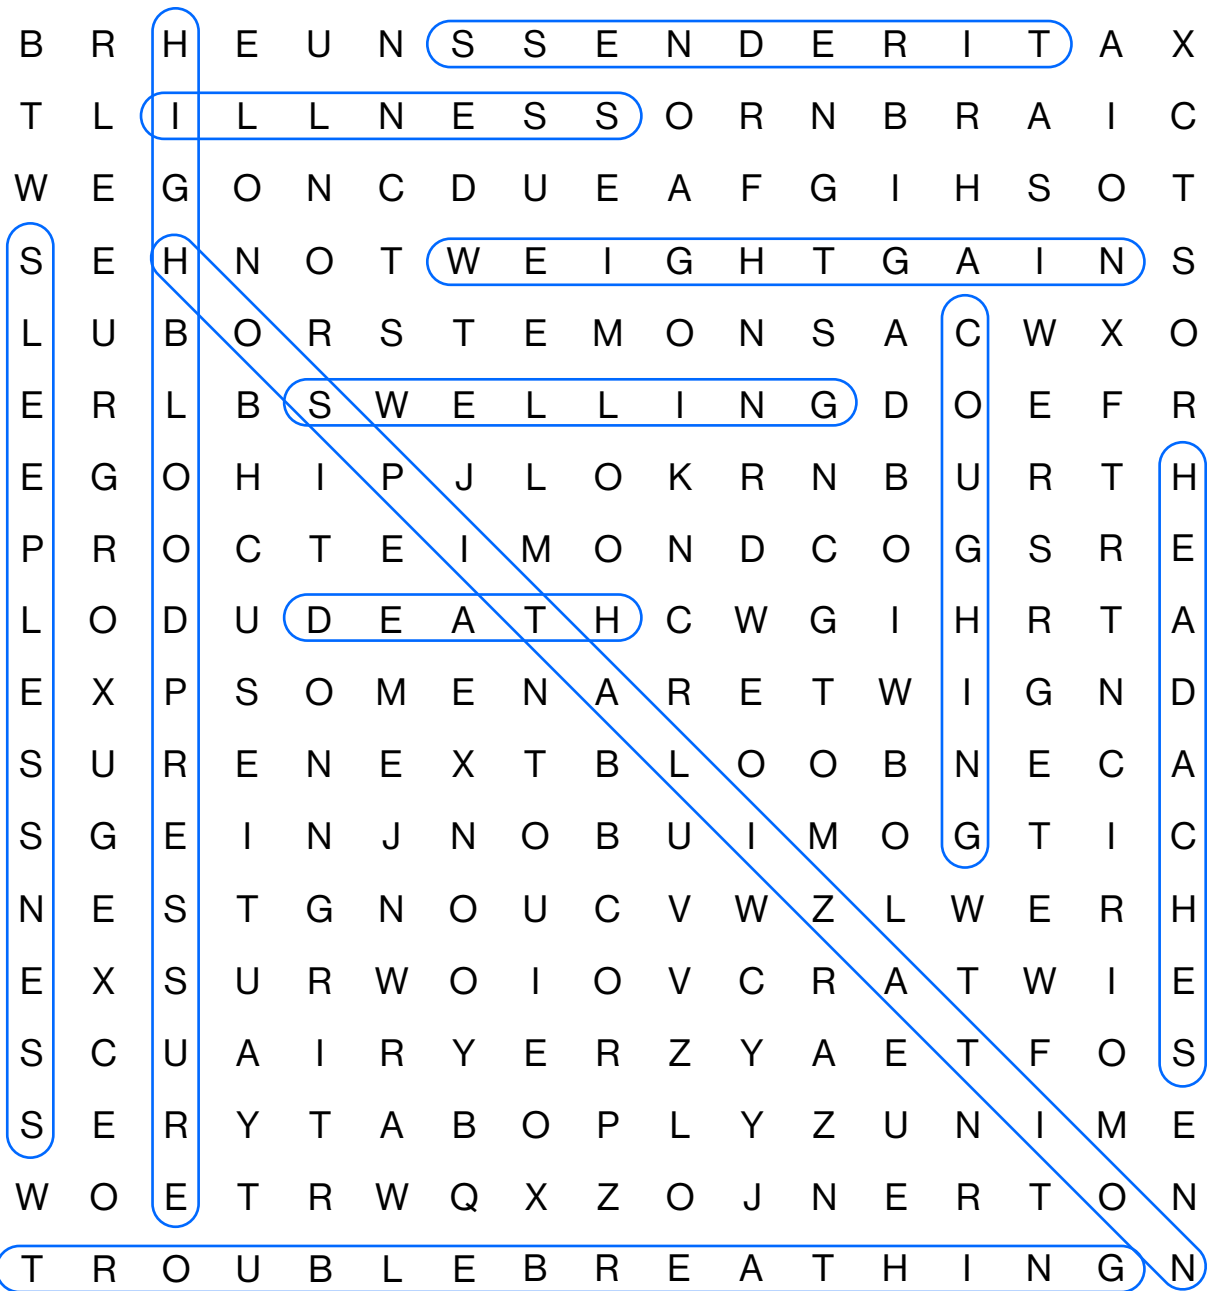 B R H E U N S S E N D E R I T A X
T L I L L N E S S O R N B R A I C
W E G O N C D U E A F G I H S O T
S E H N O T W E I G H T G A I N S
L U B O R S T E M O N S A C W X O
E R L B S W E L L I N G D O E F R
E G O H I P J L O K R N B U R T H
P R O C T E I M O N D C O G S R E
L O D U D E A T H C W G I H R T A
E X P S O M E N A R E T W I G N D
S U R E N E X T B L O O B N E C A
S G E I N J N O B U I M O G T I C
N E S T G N O U C V W Z L W E R H
E X S U R W O I O V C R A T W I E
S C U A I R Y E R Z Y A E T F O S
S E R Y T A B O P L Y Z U N I M E
W O E T R W Q X Z O J N E R T O N
T R O U B L E B R E A T H I N G N